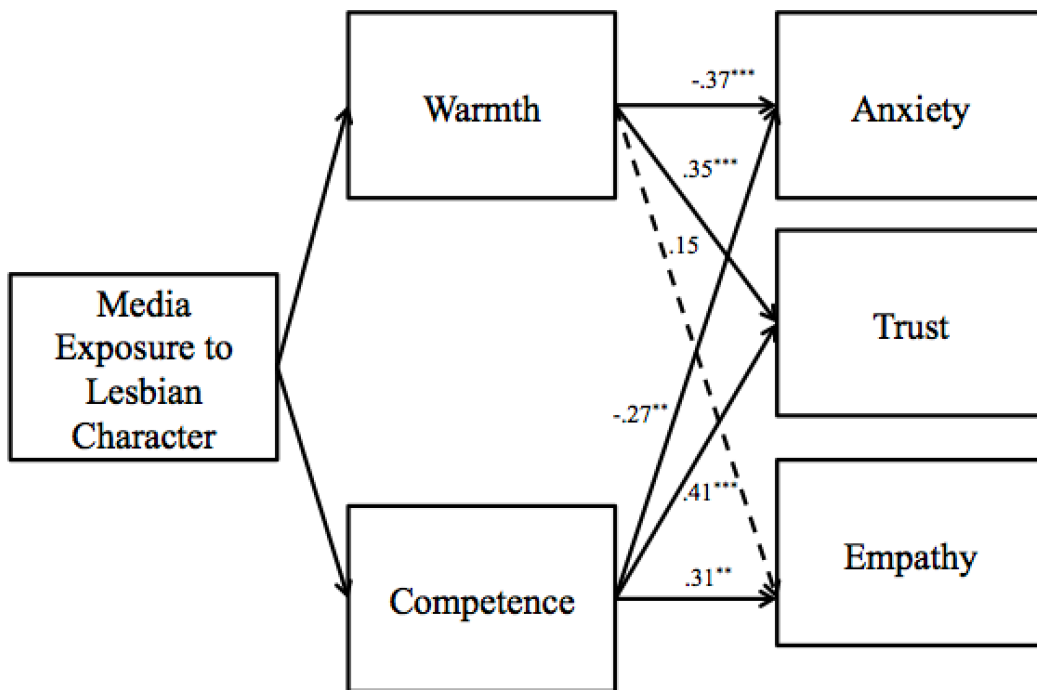 Warmth
-.37***
Anxiety
.35***
.15
Media
Exposure to
Lesbian
Character
Trust
-.27**
.41***
Competence
.31**
Empathy